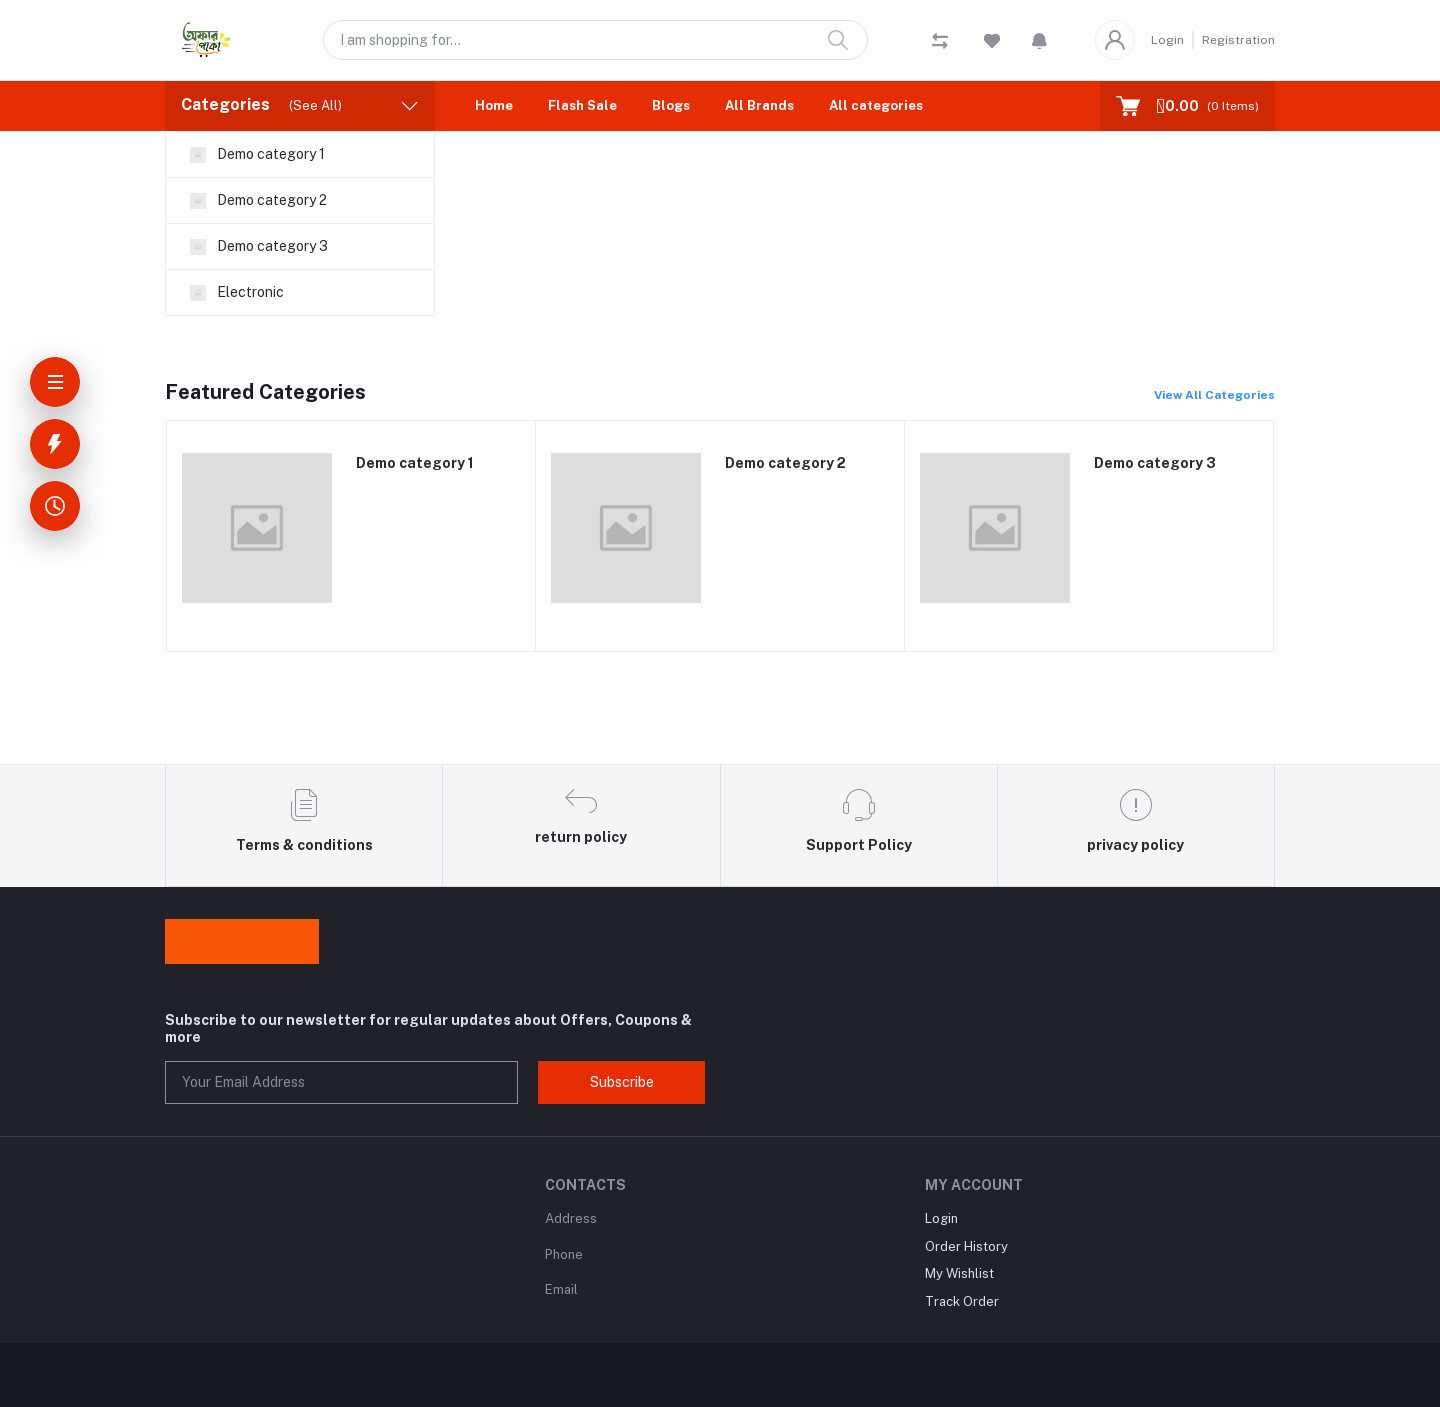 অফার
পাকা
I am shopping for...
Login
Registration
Categories (See All)
Home
Flash Sale
Blogs
All Brands
All categories
0.00 (0 Items)
Demo category 1
Demo category 2
Demo category 3
Electronic
Featured Categories
View All Categories
Demo category 1
Demo category 2
Demo category 3
Terms & conditions
return policy
Support Policy
privacy policy
Subscribe to our newsletter for regular updates about Offers, Coupons &
more
Your Email Address
Subscribe
CONTACTS
Address
Phone
Email
MY ACCOUNT
Login
Order History
My Wishlist
Track Order